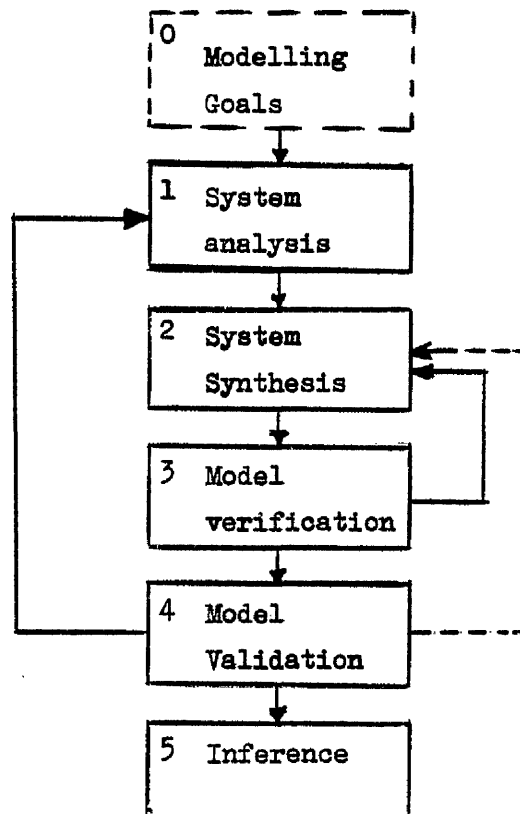 0 Modelling
Goals
1 System
analysis
2 System
Synthesis
3 Model
verification
4 Model
Validation
5 Inference